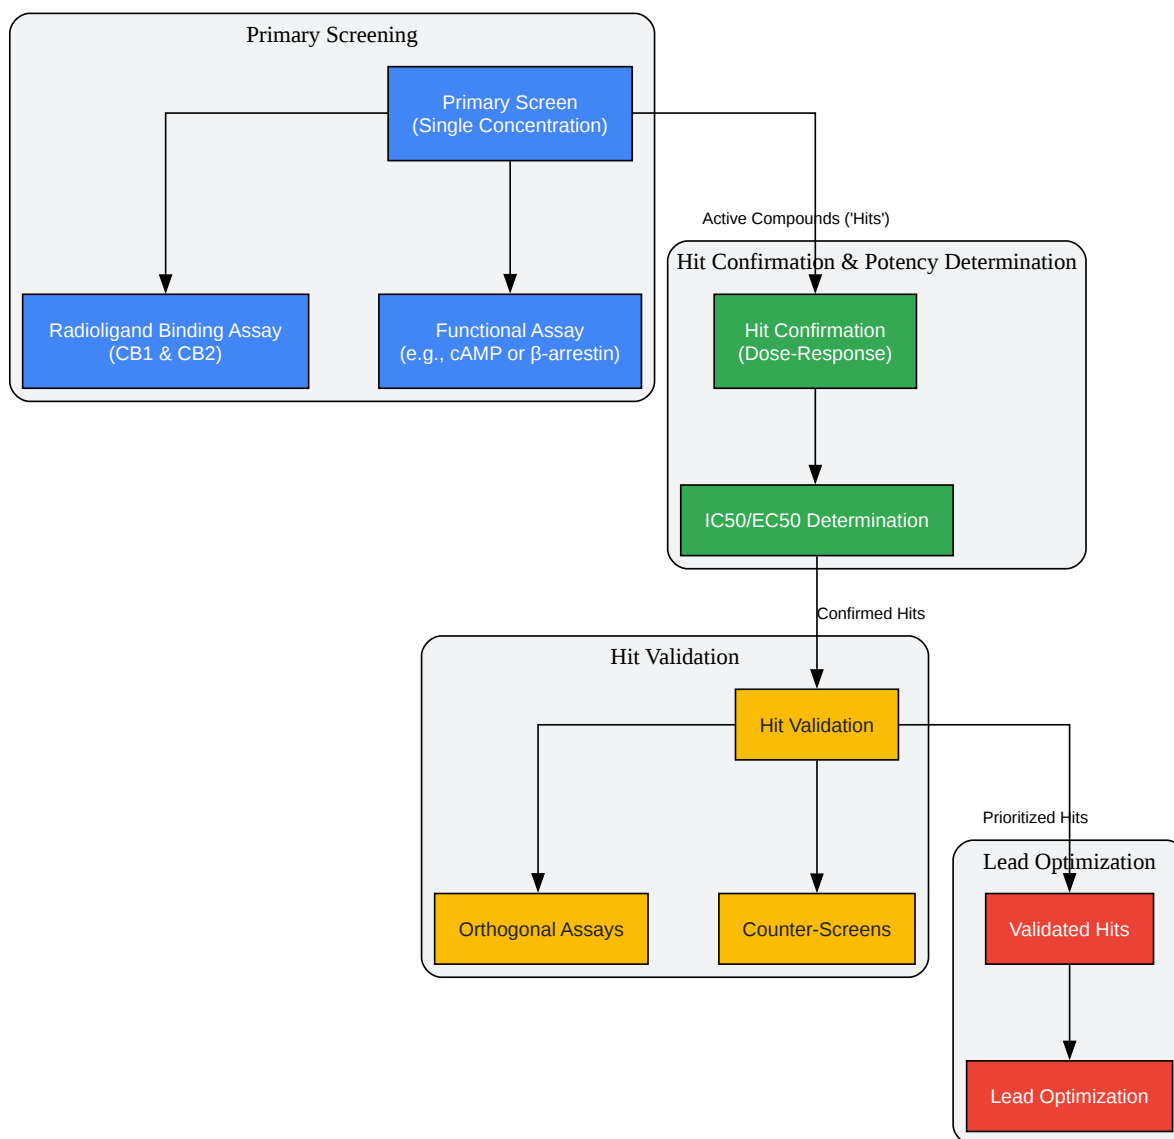 Primary Screening
Primary Screen
(Single Concentration)
Active Compounds ('Hits')
Hit Confirmation & Potency Determination
Radioligand Binding Assay
(CB1 & CB2)
Functional Assay
(e.g., cAMP or β-arrestin)
Hit Confirmation
(Dose-Response)
IC50/EC50 Determination
Confirmed Hits
Hit Validation
Hit Validation
Prioritized Hits
Lead Optimization
Orthogonal Assays
Counter-Screens
Validated Hits
Lead Optimization